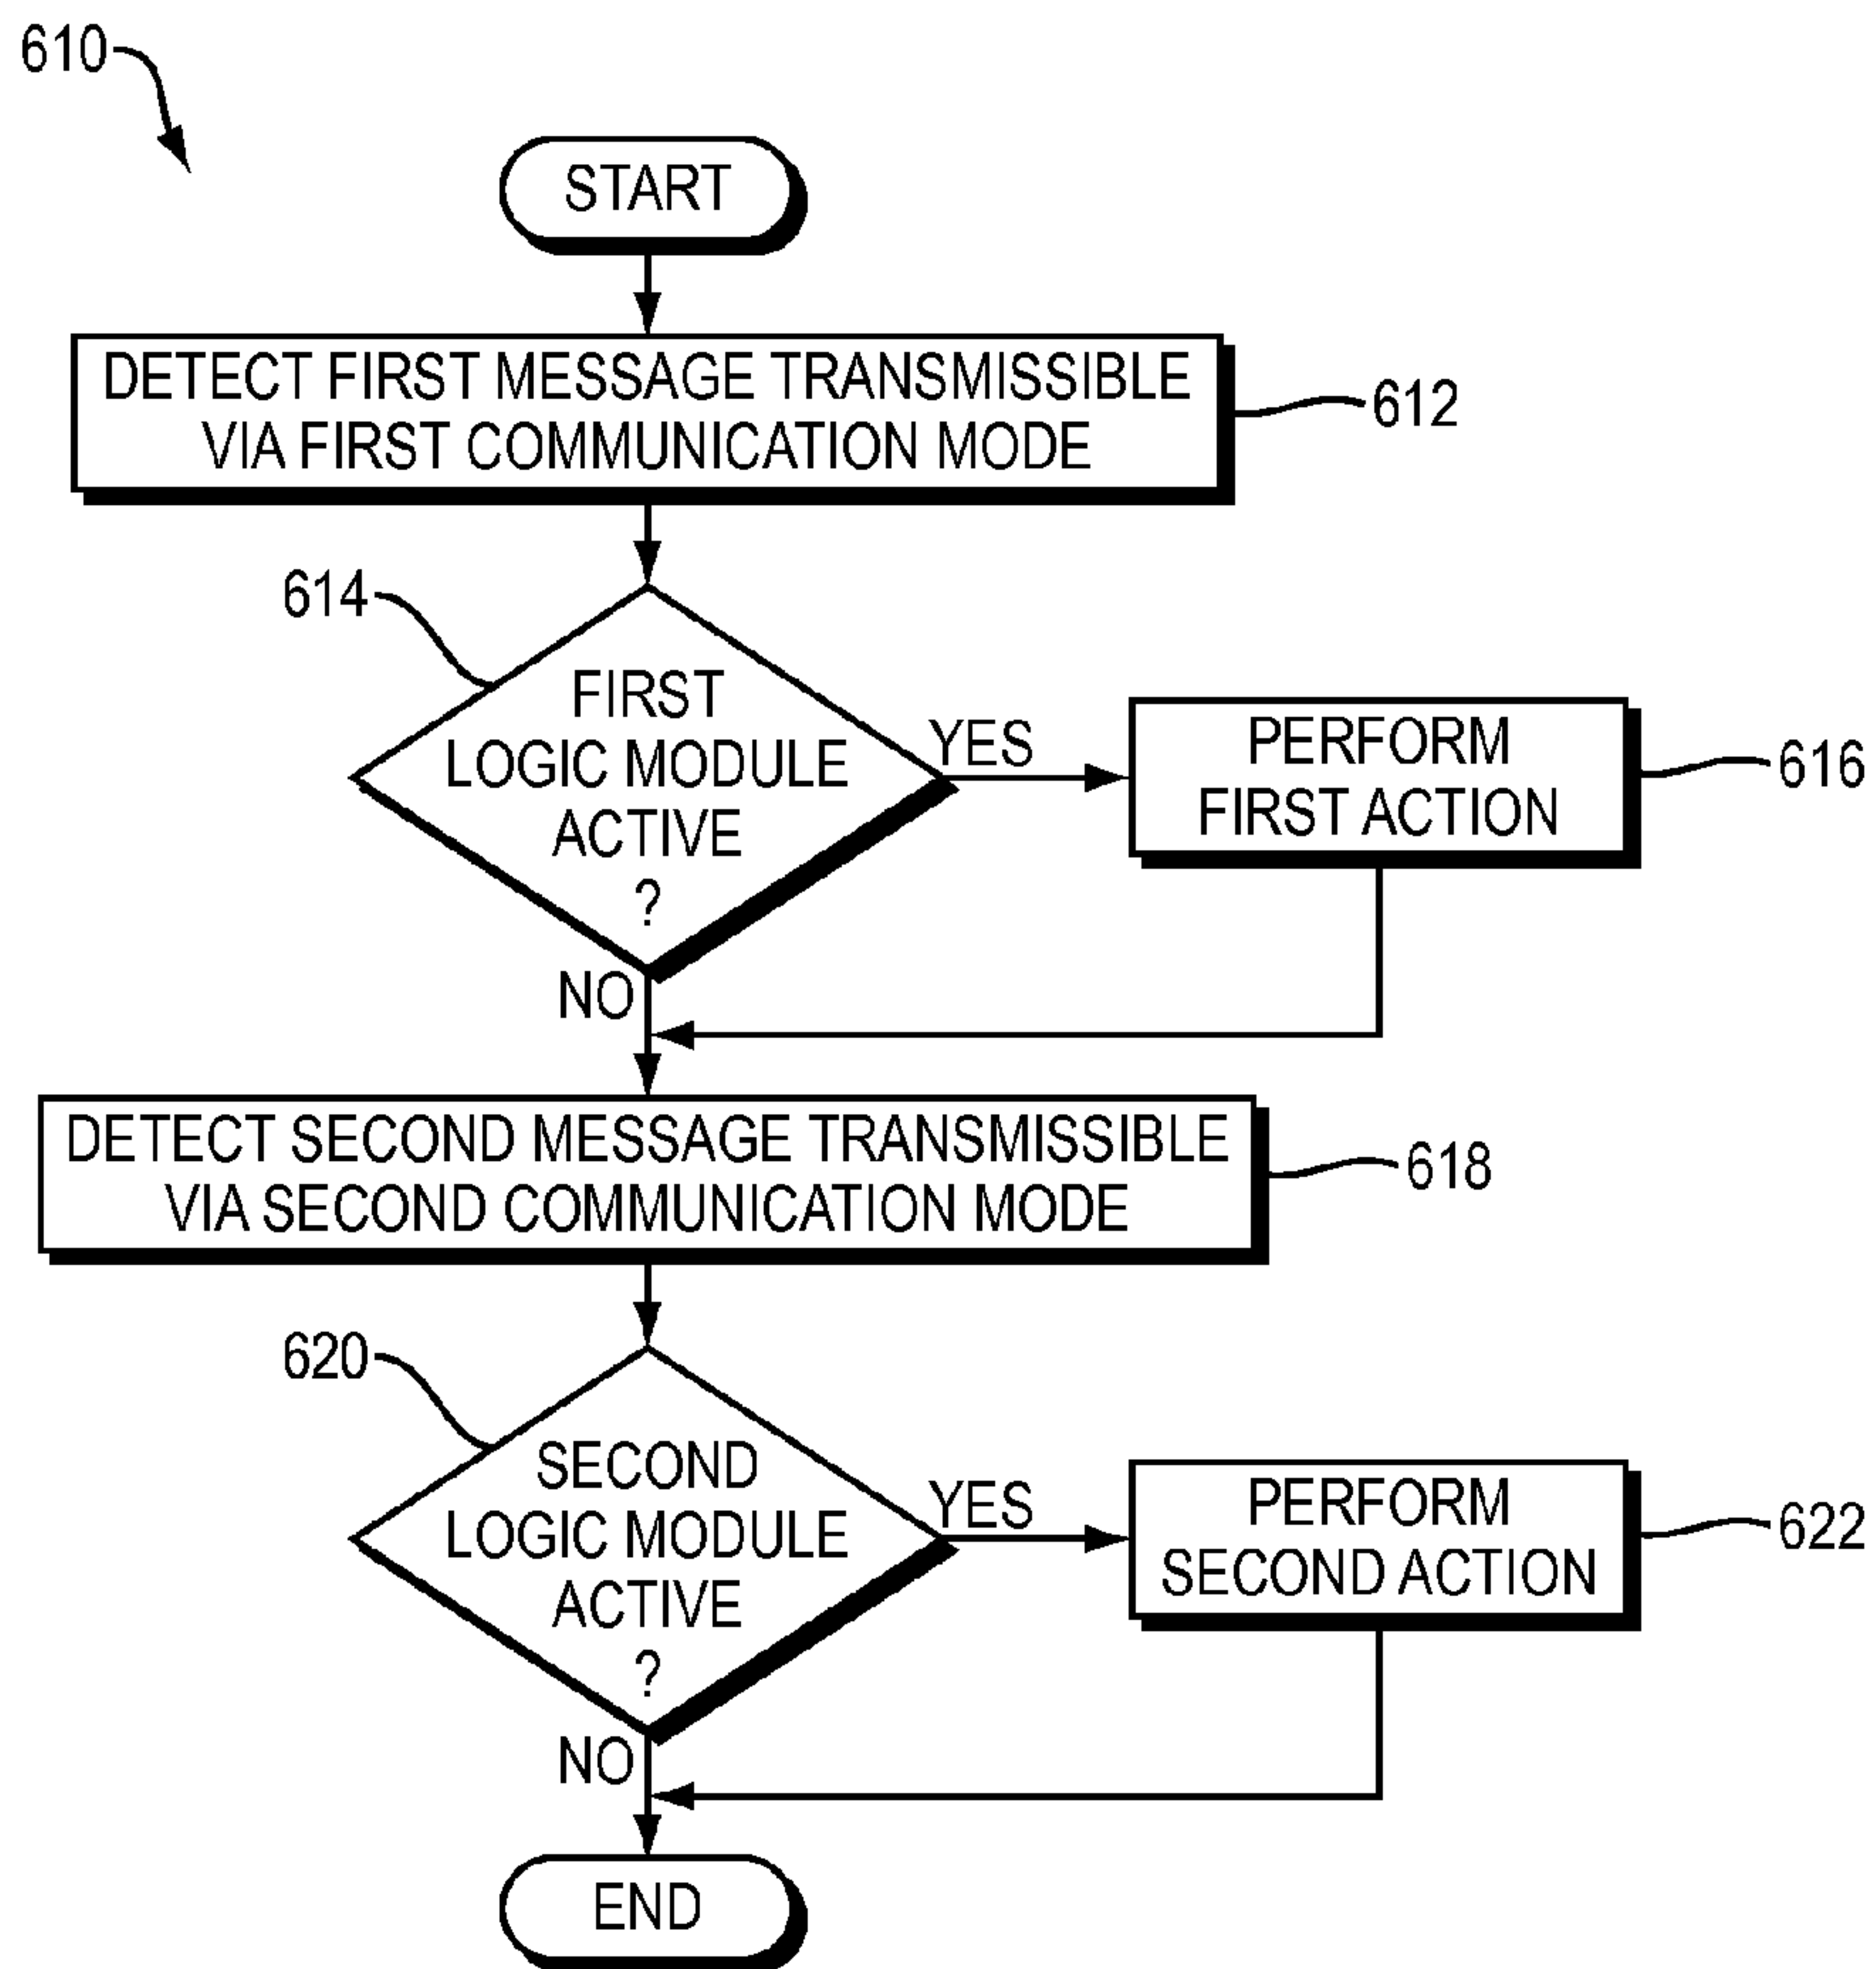 610
START
DETECT FIRST MESSAGE TRANSMISSIBLE
VIA FIRST COMMUNICATION MODE
612
614
FIRST
LOGIC MODULE
ACTIVE
?
YES
PERFORM
FIRST ACTION
616
NO
DETECT SECOND MESSAGE TRANSMISSIBLE
VIA SECOND COMMUNICATION MODE
618
620
SECOND
LOGIC MODULE
ACTIVE
?
YES
PERFORM
SECOND ACTION
622
NO
END